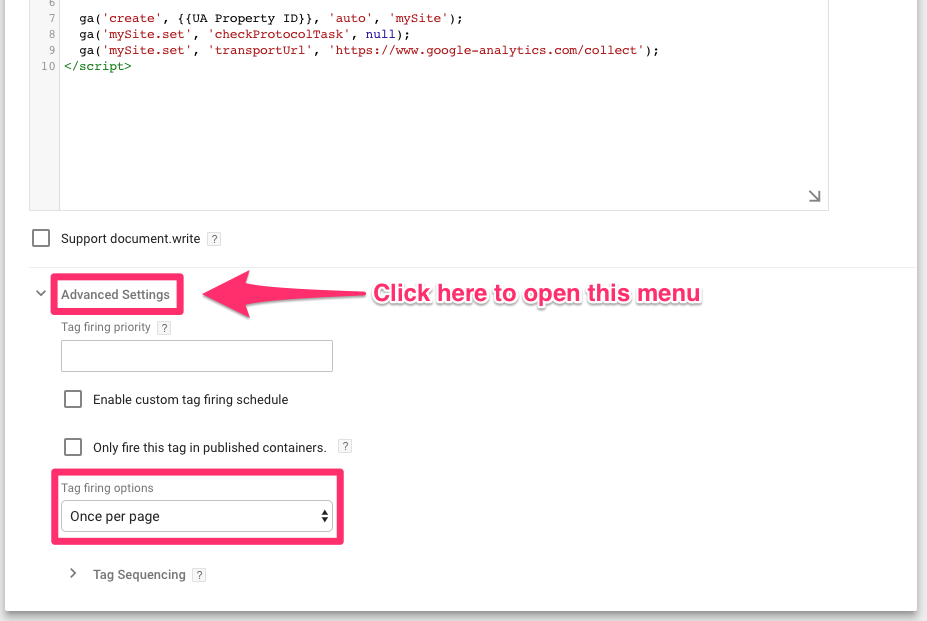 6
7 ga('create', {{UA Property ID}}, 'auto', 'mySite');
8 ga('mySite.set', 'checkProtocolTask', null);
9 ga('mySite.set', 'transportUrl', 'https://www.google-analytics.com/collect');
10 </script>
Support document.write ?
Advanced Settings
Click here to open this menu
Tag firing priority ?
Enable custom tag firing schedule
Only fire this tag in published containers. ?
Tag firing options
Once per page
Tag Sequencing ?